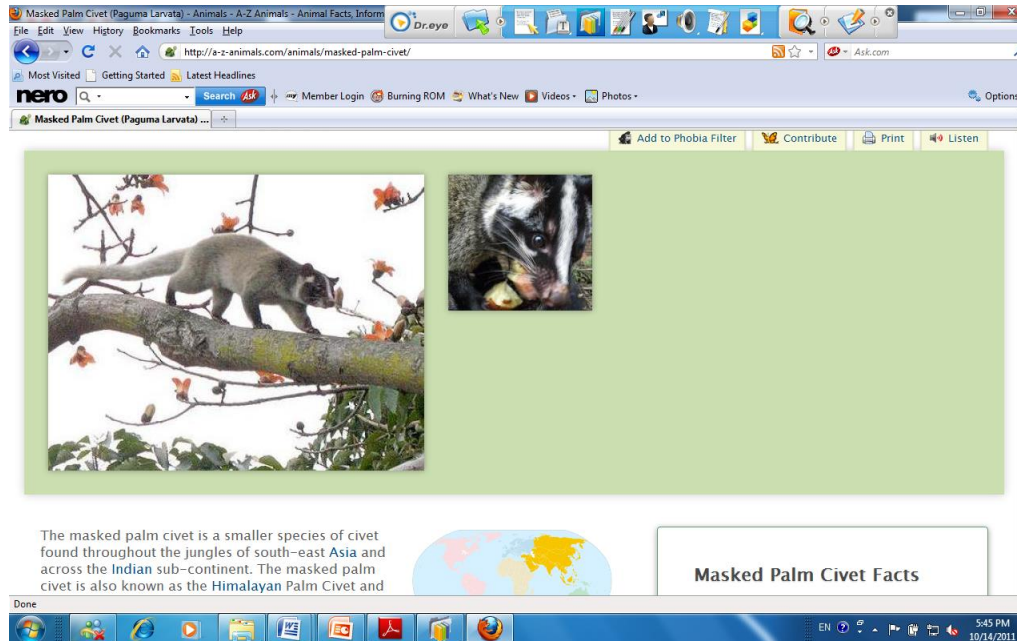 Masked Palm Civet (Paguma Larvata) - Animals - A-Z Animals - Animal Facts, Inform
Dr.eye
File Edit View History Bookmarks Tools Help
http://a-z-animals.com/animals/masked-palm-civet/
Ask.com
Most Visited Getting Started Latest Headlines
nero Search Ask Member Login Burning ROM What's New Videos Photos Options
Masked Palm Civet (Paguma Larvata) ...
Add to Phobia Filter Contribute Print Listen
The masked palm civet is a smaller species of civet
found throughout the jungles of south-east Asia and
across the Indian sub-continent. The masked palm
civet is also known as the Himalayan Palm Civet and
Masked Palm Civet Facts
Done
EN 5:45 PM
10/14/2011